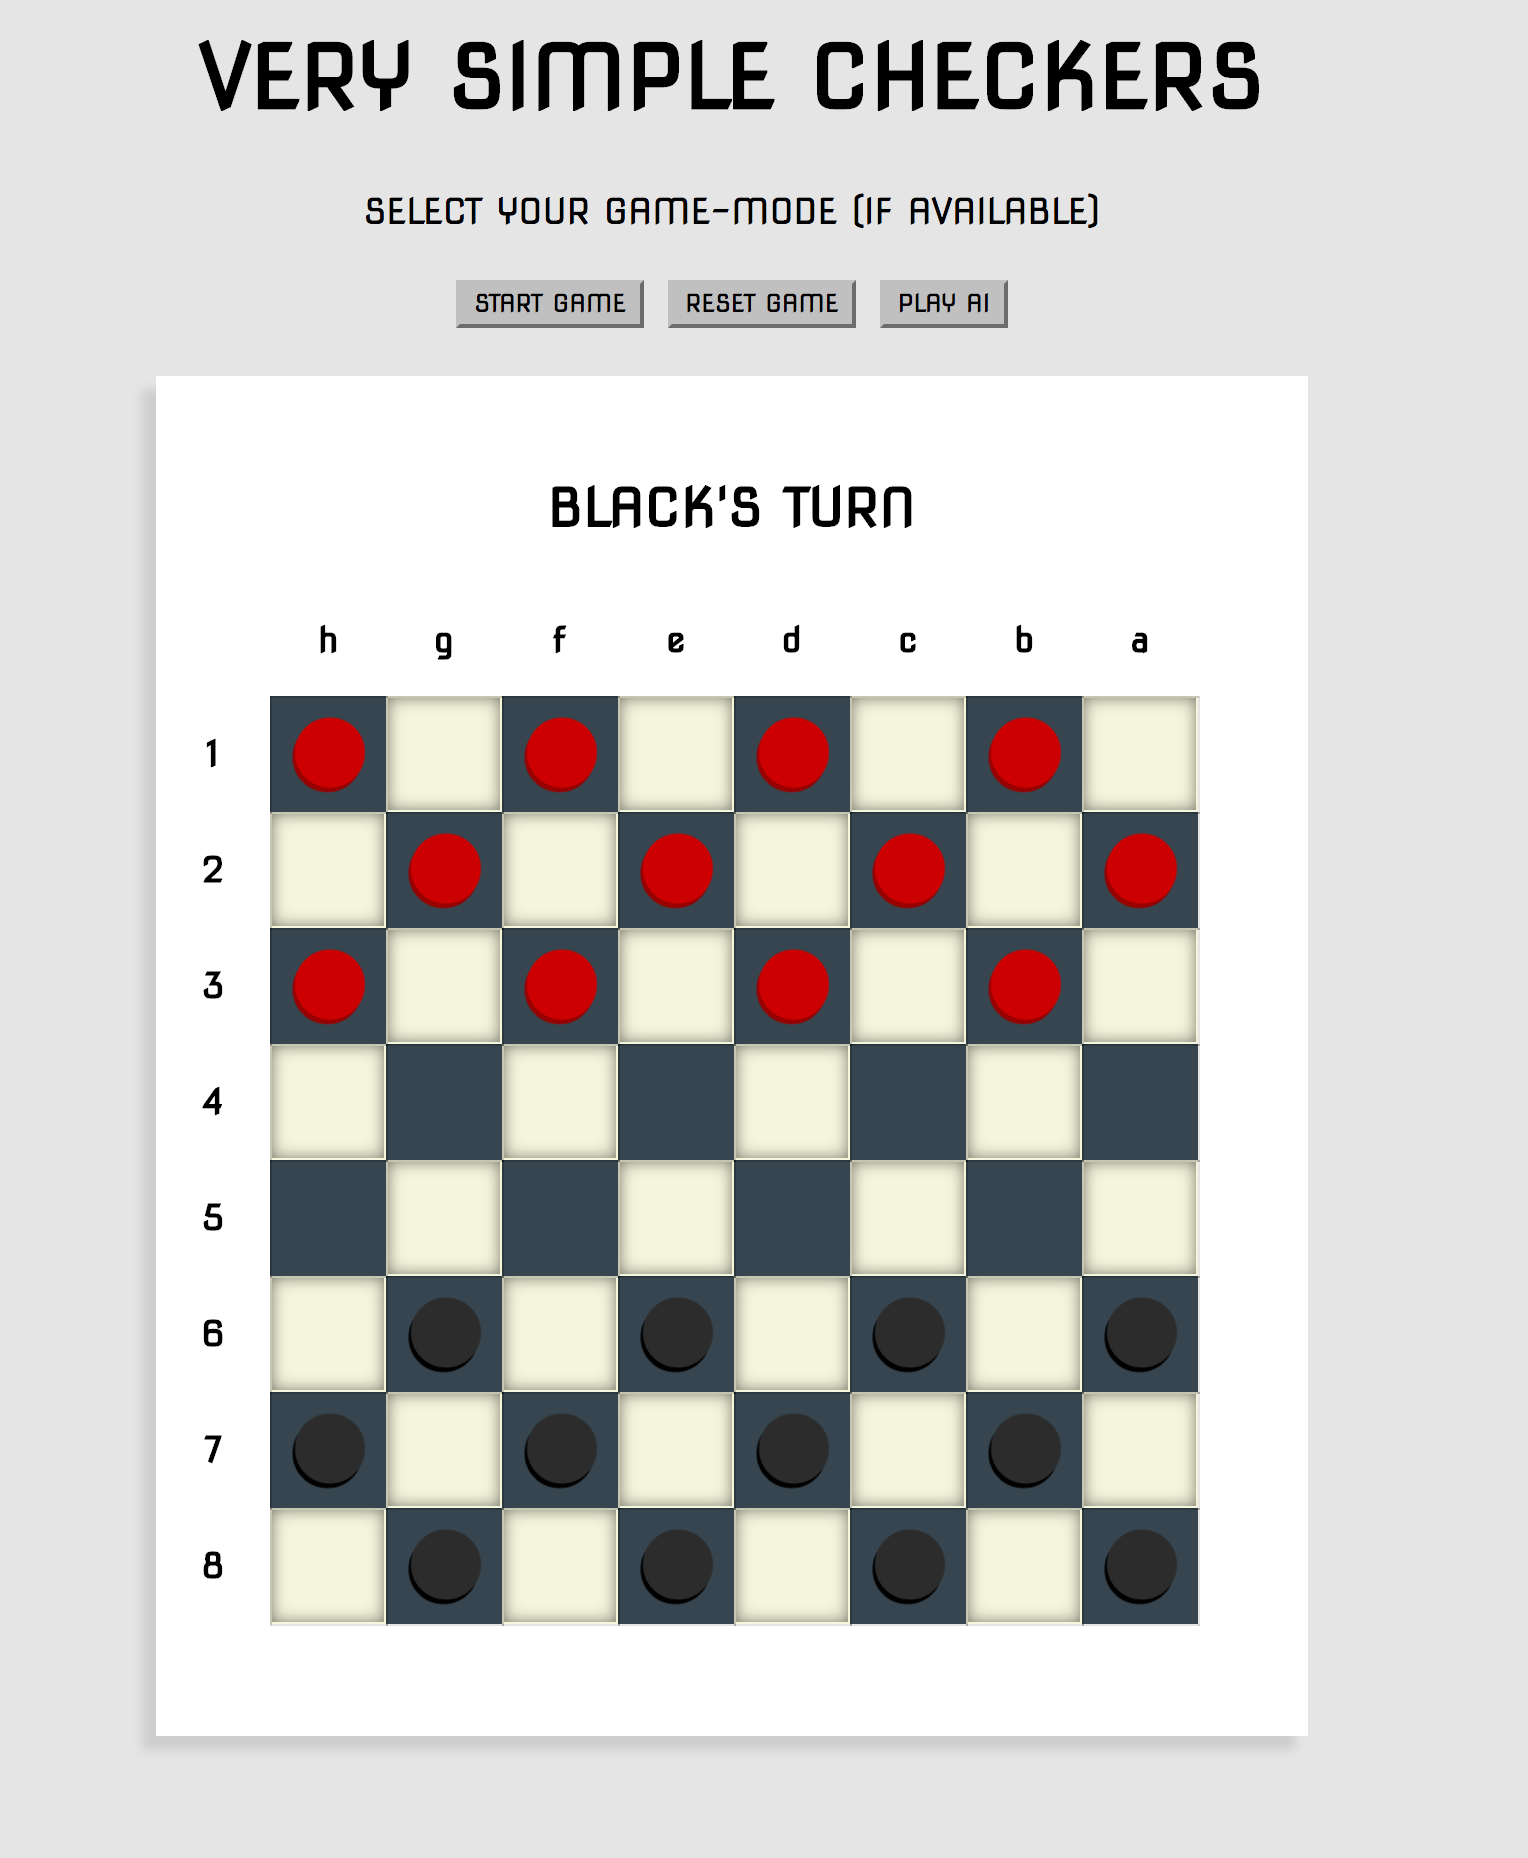 VERY SIMPLE CHECKERS
SELECT YOUR GAME-MODE (IF AVAILABLE)
START GAME RESET GAME PLAY AI
BLACK'S TURN
h g f e d c b a
1
2
3
4
5
6
7
8